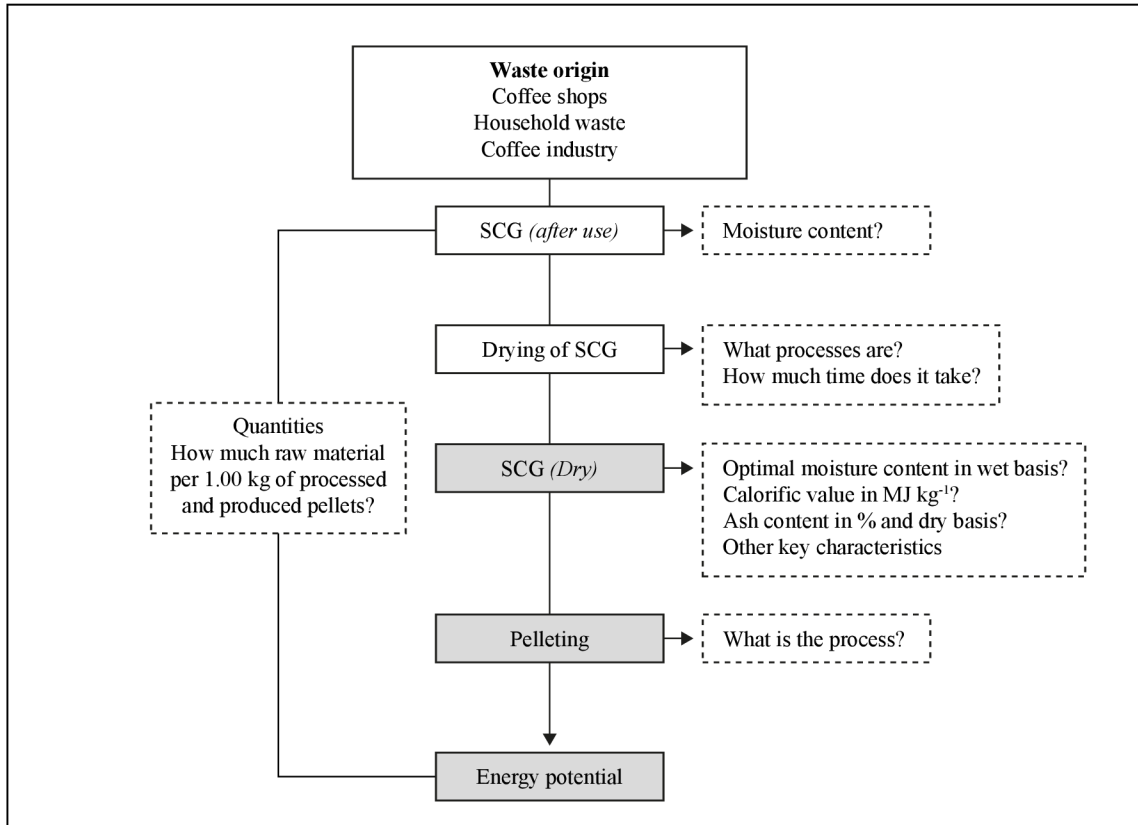 Waste origin
Coffee shops
Household waste
Coffee industry
SCG (after use)
Moisture content?
Drying of SCG
What processes are?
How much time does it take?
Quantities
How much raw material
per 1.00 kg of processed
and produced pellets?
SCG (Dry)
Optimal moisture content in wet basis?
Calorific value in MJ kg⁻¹?
Ash content in % and dry basis?
Other key characteristics
Pelleting
What is the process?
Energy potential